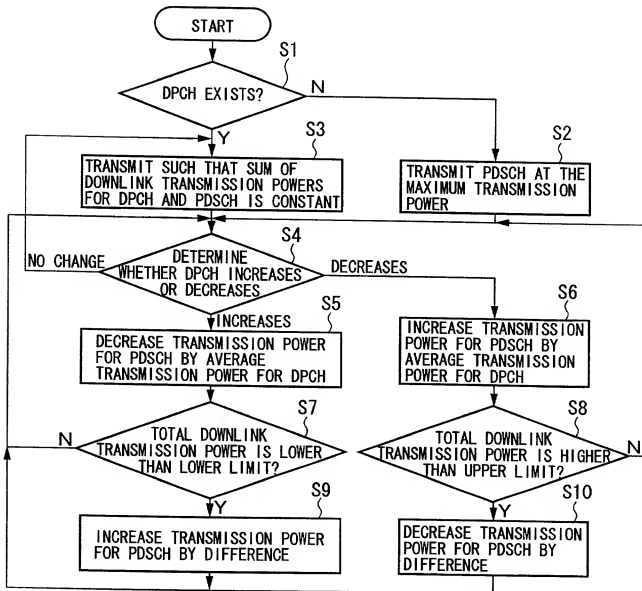 START
S1
DPCH EXISTS?
N
Y
S3
TRANSMIT SUCH THAT SUM OF
DOWNLINK TRANSMISSION POWERS
FOR DPCH AND PDSCH IS CONSTANT
S2
TRANSMIT PDSCH AT THE
MAXIMUM TRANSMISSION
POWER
S4
DETERMINE
WHETHER DPCH INCREASES
OR DECREASES
NO CHANGE
DECREASES
INCREASES
S5
DECREASE TRANSMISSION POWER
FOR PDSCH BY AVERAGE
TRANSMISSION POWER FOR DPCH
S6
INCREASE TRANSMISSION
POWER FOR PDSCH BY
AVERAGE TRANSMISSION
POWER FOR DPCH
S7
TOTAL DOWNLINK
TRANSMISSION POWER IS LOWER
THAN LOWER LIMIT?
N
Y
S8
TOTAL DOWNLINK
TRANSMISSION POWER IS HIGHER
THAN UPPER LIMIT?
N
Y
S9
INCREASE TRANSMISSION POWER
FOR PDSCH BY DIFFERENCE
S10
DECREASE TRANSMISSION
POWER FOR PDSCH BY
DIFFERENCE